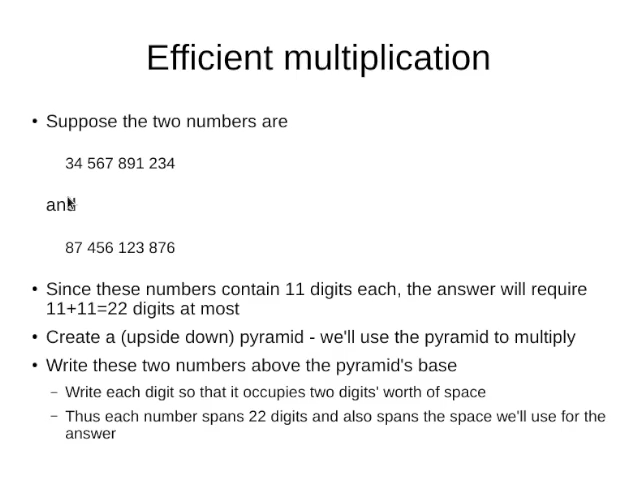 Efficient multiplication
• Suppose the two numbers are
34 567 891 234
and
87 456 123 876
• Since these numbers contain 11 digits each, the answer will require
11+11=22 digits at most
• Create a (upside down) pyramid - we'll use the pyramid to multiply
• Write these two numbers above the pyramid's base
– Write each digit so that it occupies two digits' worth of space
– Thus each number spans 22 digits and also spans the space we'll use for the
answer